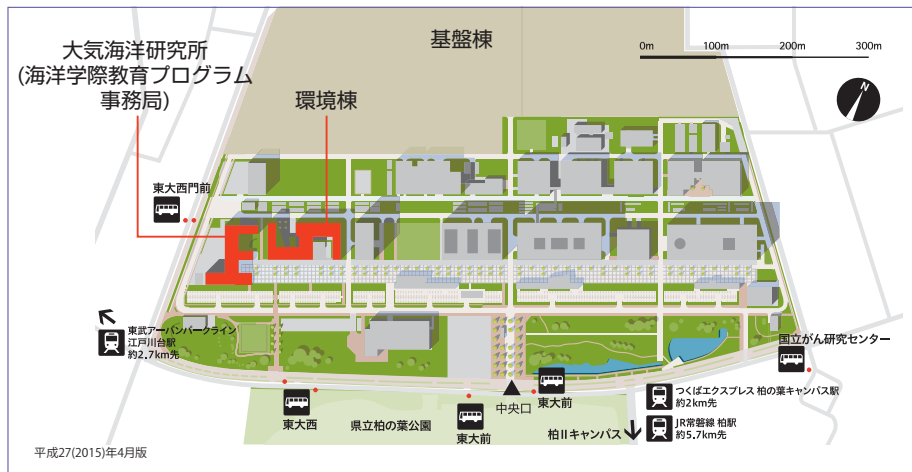 基盤棟
大気海洋研究所
(海洋学際教育プログラム
事務局)
環境棟
0m 100m 200m 300m
N
東大西門前
東武アーバンパークライン
江戸川台駅
約2.7km先
国立がん研究センター
つくばエクスプレス 柏の葉キャンパス駅
約2km先
JR常磐線 柏駅
約5.7km先
東大西
県立柏の葉公園
東大前
中央口
東大前
柏IIキャンパス
平成27(2015)年4月版